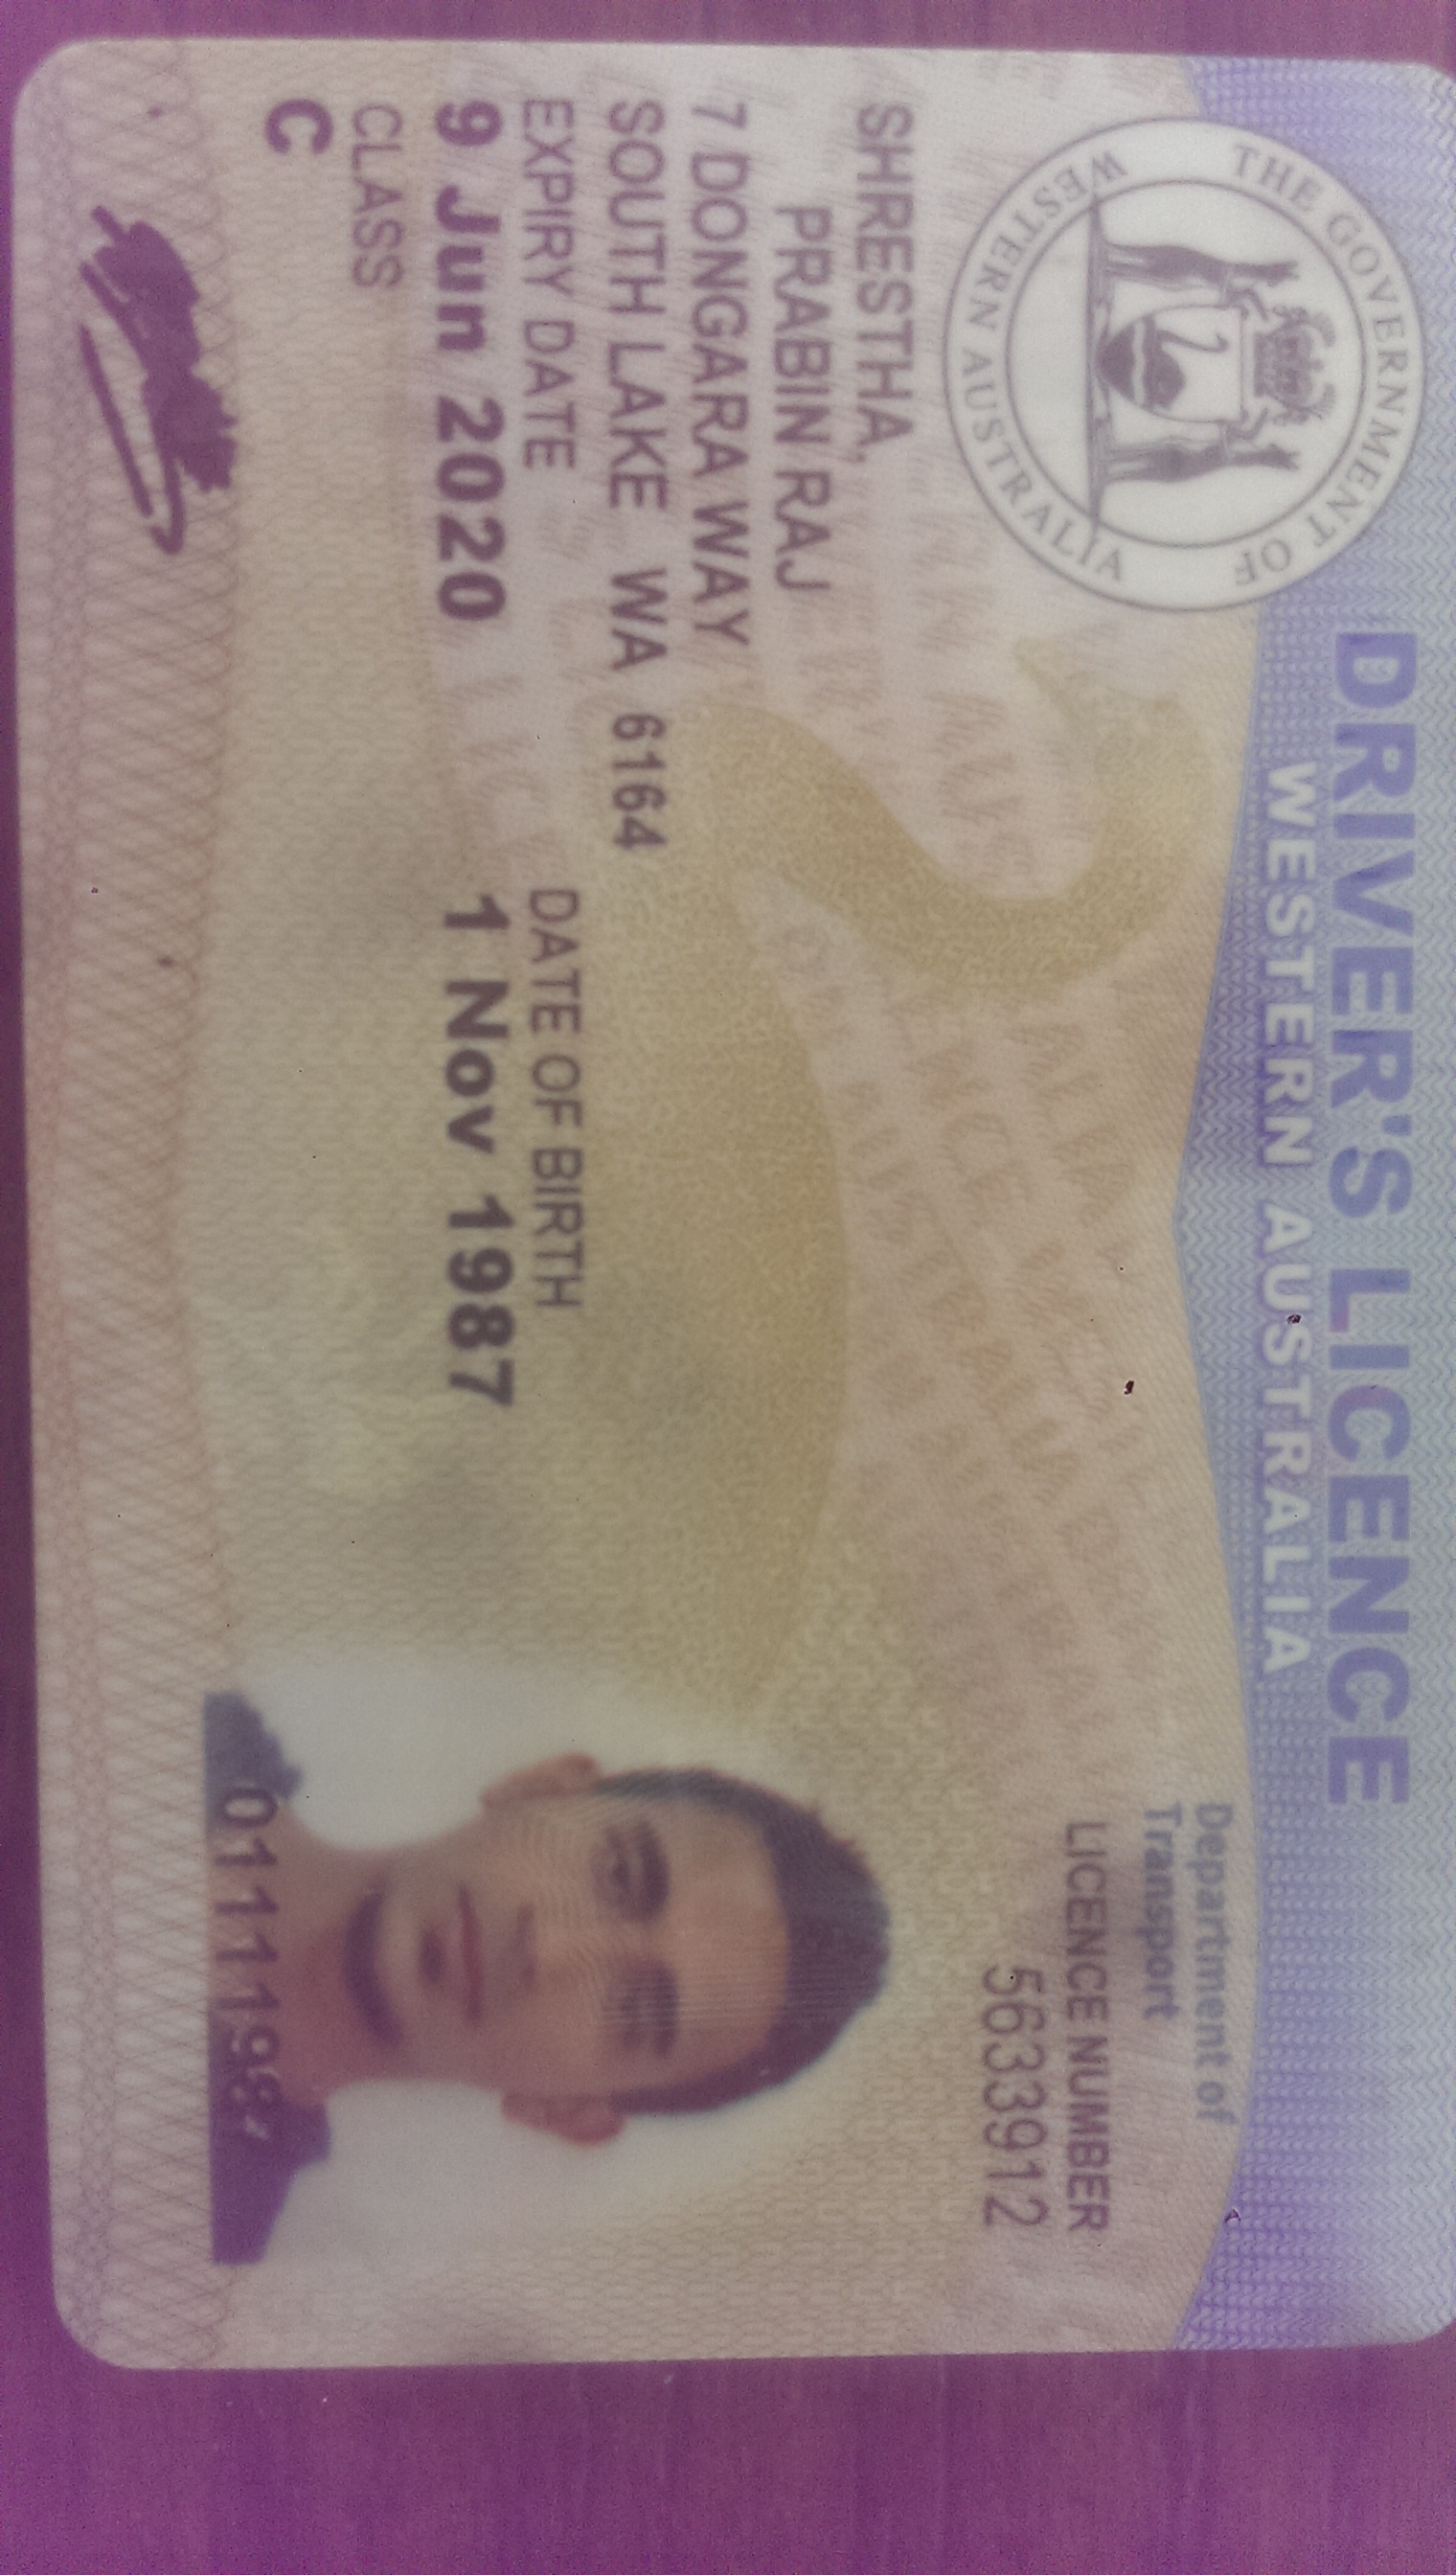 DRIVER'S LICENCE
WESTERN AUSTRALIA
THE GOVERNMENT OF
WESTERN AUSTRALIA
Department of
Transport
LICENCE NUMBER
5633912
SHRESTHA,
PRABIN RAJ
7 DONGARA WAY
SOUTH LAKE WA 6164
EXPIRY DATE
9 Jun 2020
DATE OF BIRTH
1 Nov 1987
CLASS
C
01111987